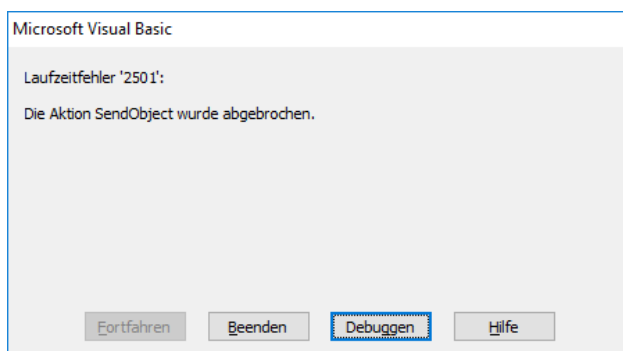 Microsoft Visual Basic
Laufzeitfehler '2501':
Die Aktion SendObject wurde abgebrochen.
Fortfahren Beenden Debuggen Hilfe